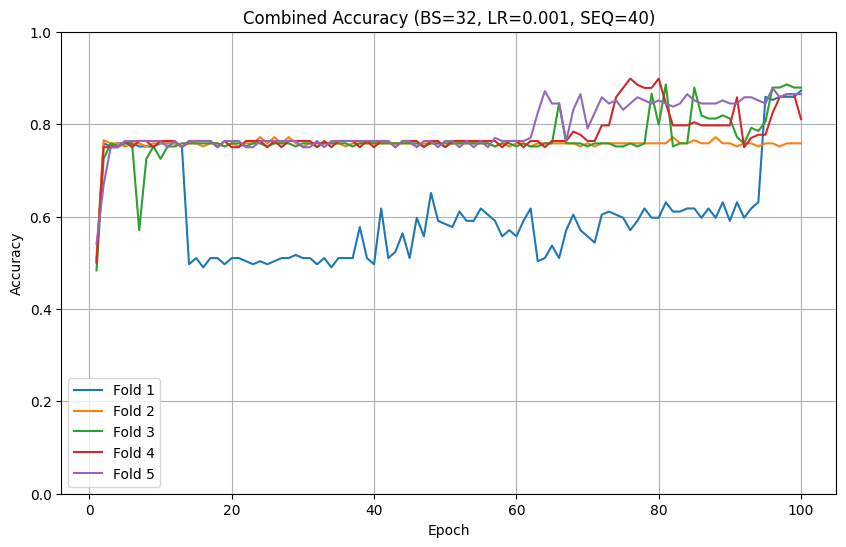 Combined Accuracy (BS=32, LR=0.001, SEQ=40)
1.0
0.8
0.6
0.4
0.2
0.0
Accuracy
Fold 1
Fold 2
Fold 3
Fold 4
Fold 5
0 20 40 60 80 100
Epoch